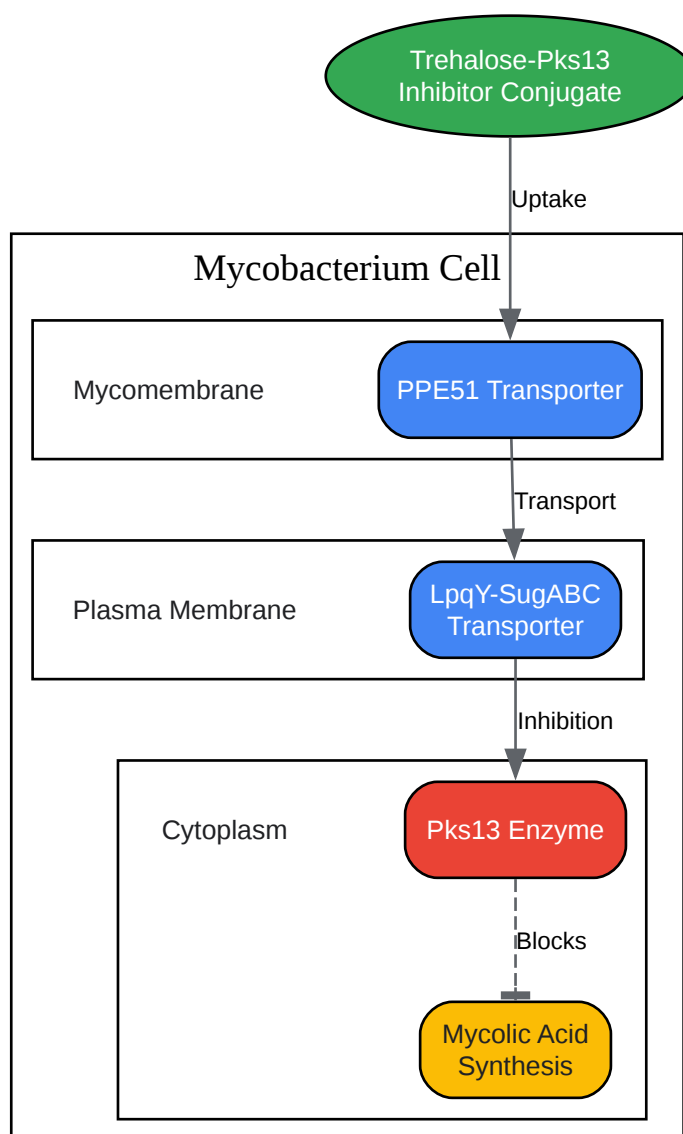 Trehalose-Pks13
Inhibitor Conjugate
Uptake
Mycobacterium Cell
Mycomembrane
PPE51 Transporter
Transport
Plasma Membrane
LpqY-SugABC
Transporter
Inhibition
Cytoplasm
Pks13 Enzyme
Blocks
Mycolic Acid
Synthesis